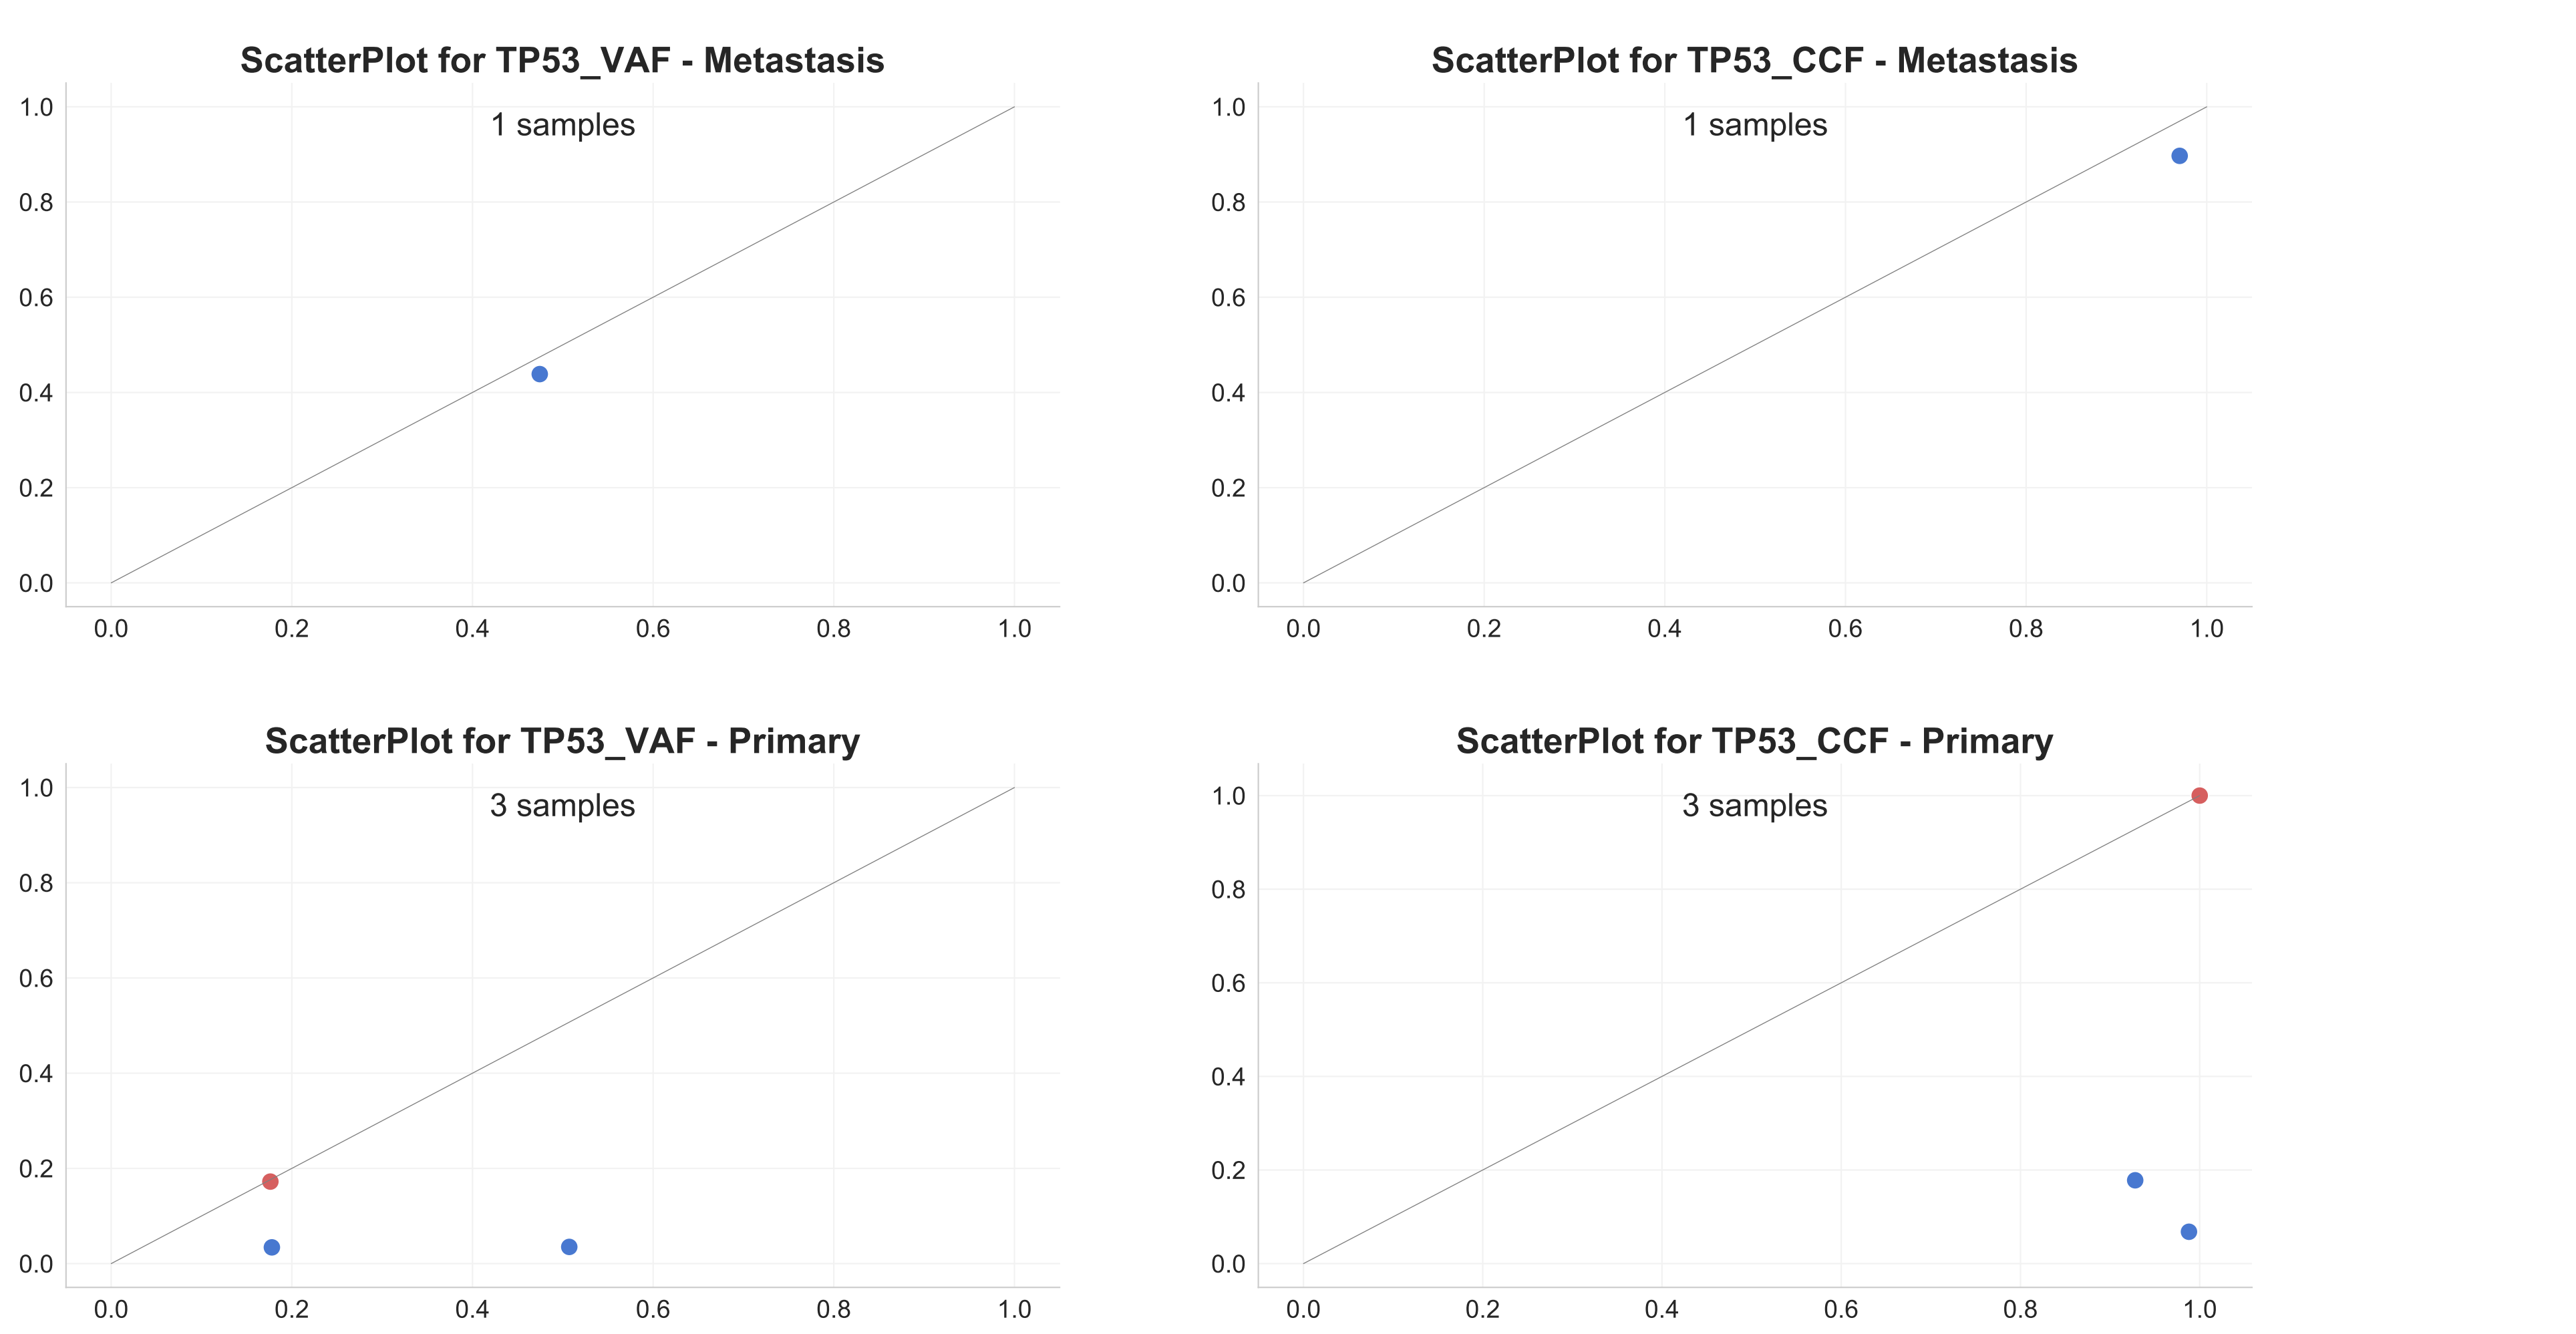 ScatterPlot for TP53_VAF - Metastasis
1 samples
1.0
0.8
0.6
0.4
0.2
0.0
0.0 0.2 0.4 0.6 0.8 1.0
ScatterPlot for TP53_CCF - Metastasis
1 samples
1.0
0.8
0.6
0.4
0.2
0.0
0.0 0.2 0.4 0.6 0.8 1.0
ScatterPlot for TP53_VAF - Primary
3 samples
1.0
0.8
0.6
0.4
0.2
0.0
0.0 0.2 0.4 0.6 0.8 1.0
ScatterPlot for TP53_CCF - Primary
3 samples
1.0
0.8
0.6
0.4
0.2
0.0
0.0 0.2 0.4 0.6 0.8 1.0